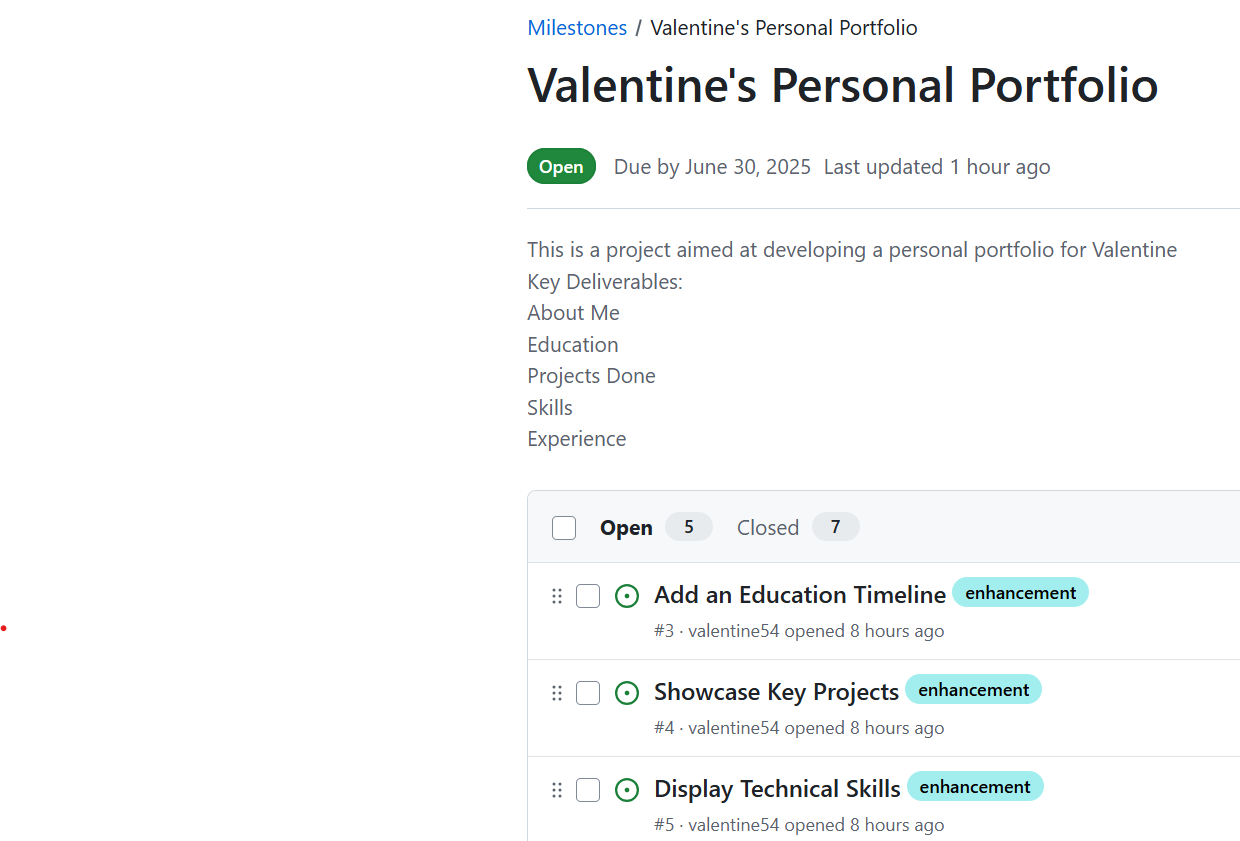 Milestones / Valentine's Personal Portfolio
Valentine's Personal Portfolio
Open Due by June 30, 2025 Last updated 1 hour ago
This is a project aimed at developing a personal portfolio for Valentine
Key Deliverables:
About Me
Education
Projects Done
Skills
Experience
Open 5 Closed 7
Add an Education Timeline enhancement
#3 · valentine54 opened 8 hours ago
Showcase Key Projects enhancement
#4 · valentine54 opened 8 hours ago
Display Technical Skills enhancement
#5 · valentine54 opened 8 hours ago